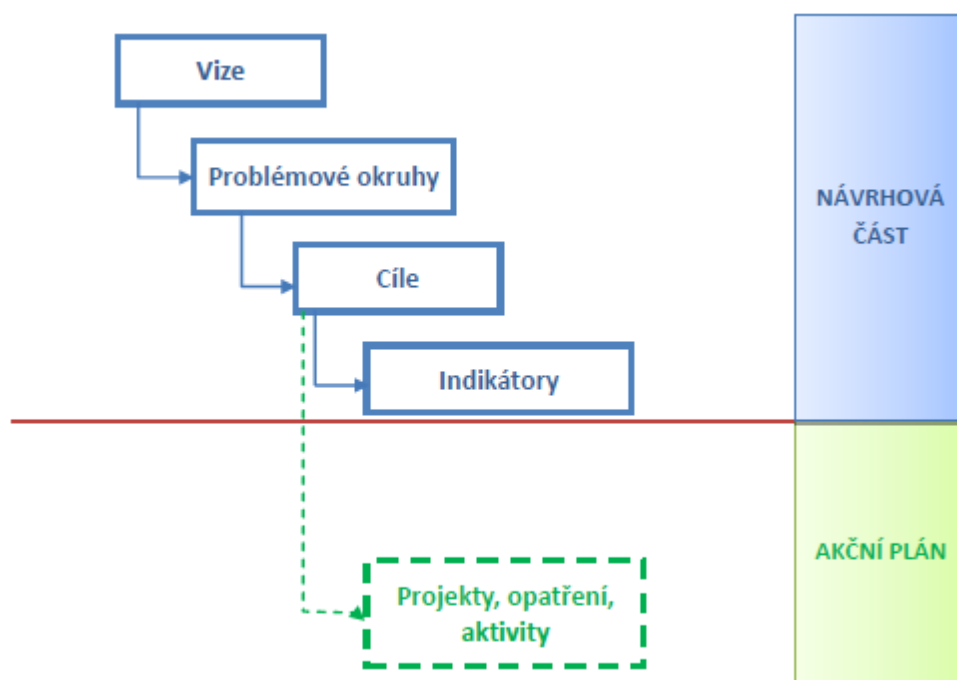 Vize
Problémové okruhy
NÁVRHOVÁ
ČÁST
Cíle
Indikátory
AKČNÍ PLÁN
Projekty, opatření,
aktivity